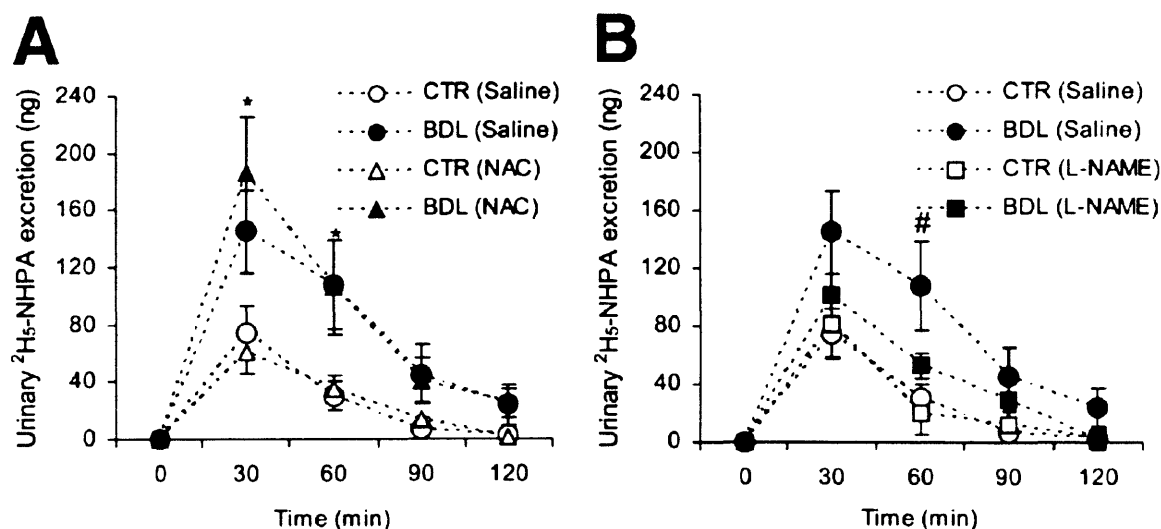 A
Urinary ²H₅-NHPA excretion (ng)
240
200
160
120
80
40
0
*
*
CTR (Saline)
BDL (Saline)
CTR (NAC)
BDL (NAC)
0 30 60 90 120
Time (min)
B
Urinary ²H₅-NHPA excretion (ng)
240
200
160
120
80
40
0
#
CTR (Saline)
BDL (Saline)
CTR (L-NAME)
BDL (L-NAME)
0 30 60 90 120
Time (min)